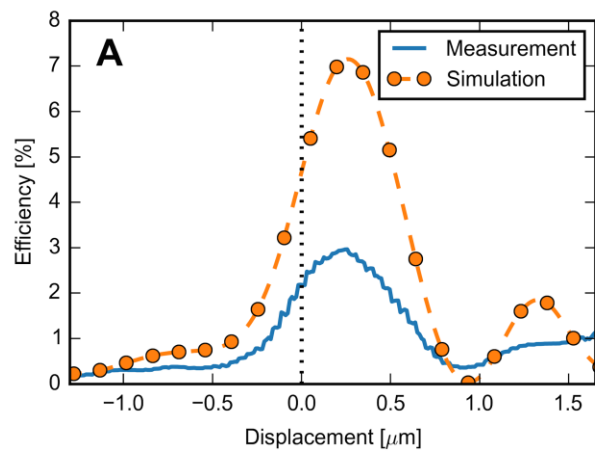 A
Measurement
Simulation
Efficiency [%]
8
7
6
5
4
3
2
1
0
−1.0 −0.5 0.0 0.5 1.0 1.5
Displacement [μm]